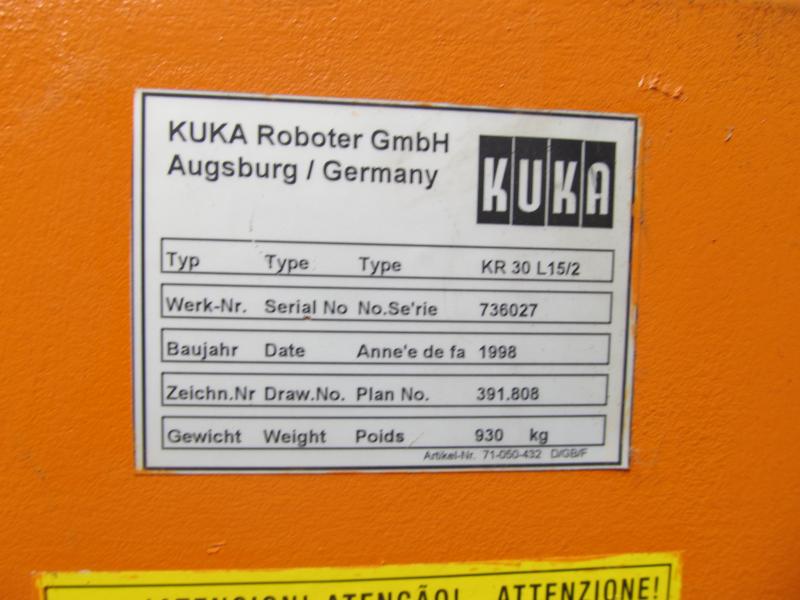 KUKA Roboter GmbH
Augsburg / Germany
KUKA
Typ Type Type KR 30 L15/2
Werk-Nr. Serial No No.Se'rie 736027
Baujahr Date Anne'e de fa 1998
Zeichn.Nr Draw.No. Plan No. 391.808
Gewicht Weight Poids 930 kg
Artikel-Nr. 71-050-432 D/GB/F
ATENÇÃO! ATTENZIONE!